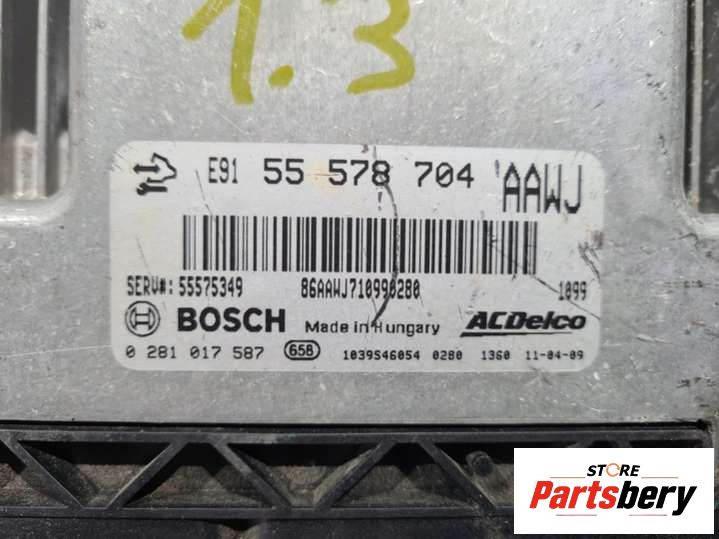 1.3
E91 55 578 704 AAWJ
SERV#: 55575349 86AAWJ710990280 1099
BOSCH Made in Hungary ACDelco
0 281 017 587 658 1039S46054 0280 1360 11-04-09
STORE
Partsbery